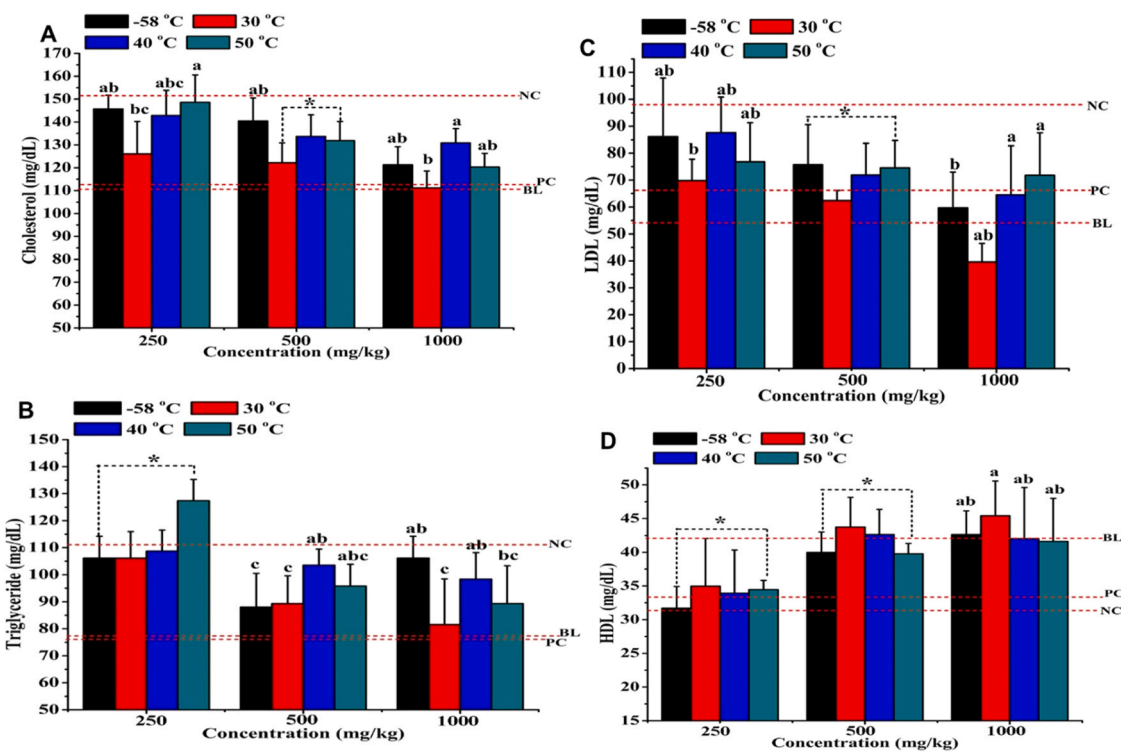 A
-58 °C 30 °C
40 °C 50 °C
170
160
150
140
130
120
110
100
90
80
70
60
50
Cholesterol (mg/dL)
ab bc abc a
ab *
ab b a ab
NC
PC
BL
250 500 1000
Concentration (mg/kg)
B
-58 °C 30 °C
40 °C 50 °C
150
140
130
120
110
100
90
80
70
60
50
Triglyceride (mg/dL)
*
c c ab abc
ab c ab bc
NC
BL
PC
250 500 1000
Concentration (mg/kg)
C
-58 °C 30 °C
40 °C 50 °C
110
100
90
80
70
60
50
40
30
20
10
0
LDL (mg/dL)
ab b ab ab
*
b ab a a
NC
PC
BL
250 500 1000
Concentration (mg/kg)
D
-58 °C 30 °C
40 °C 50 °C
50
45
40
35
30
25
20
15
HDL (mg/dL)
*
*
ab a ab ab
BL
PC
NC
250 500 1000
Concentration (mg/kg)